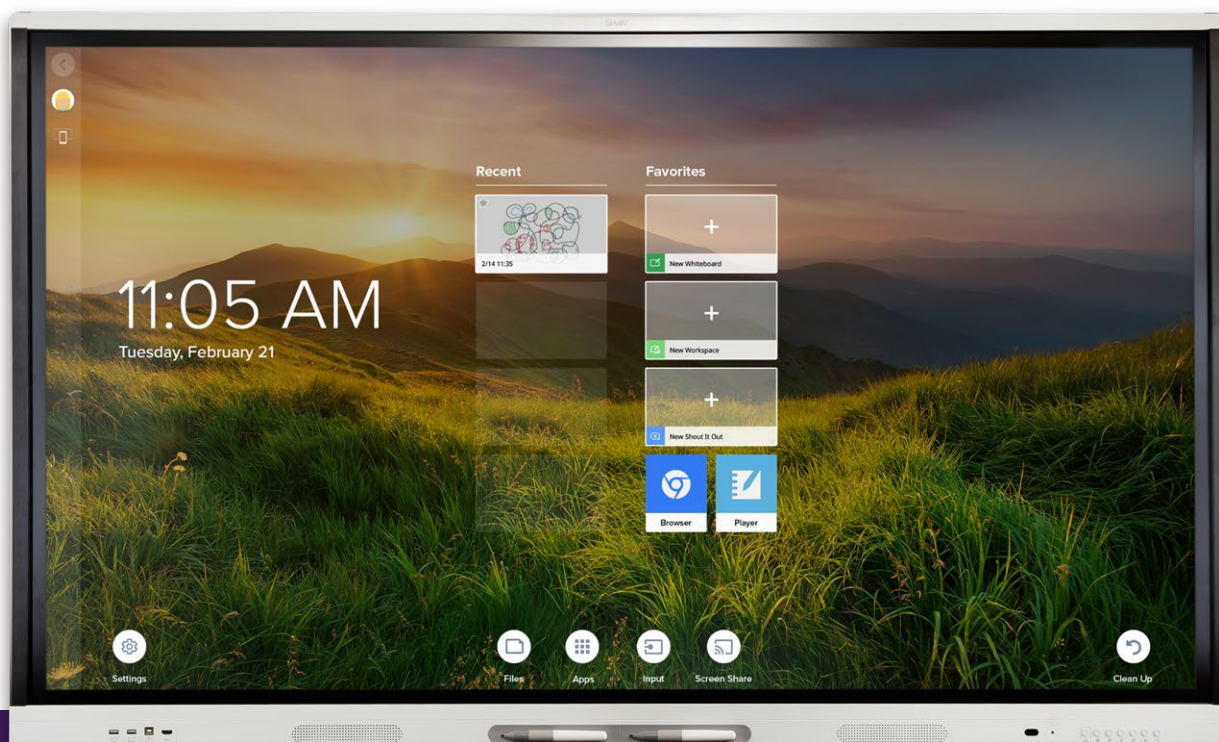 SMART
Recent
Favorites
2/14 11:35
New Whiteboard
11:05 AM
New Workspace
Tuesday, February 21
New Shout It Out
Browser
Player
Settings
Files
Apps
Input
Screen Share
Clean Up